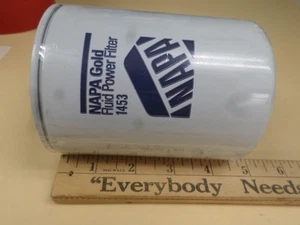 NAPA Gold
Fluid Power Filter
1453
NAPA
1 2 3 4 5 6
“Everybody Needs